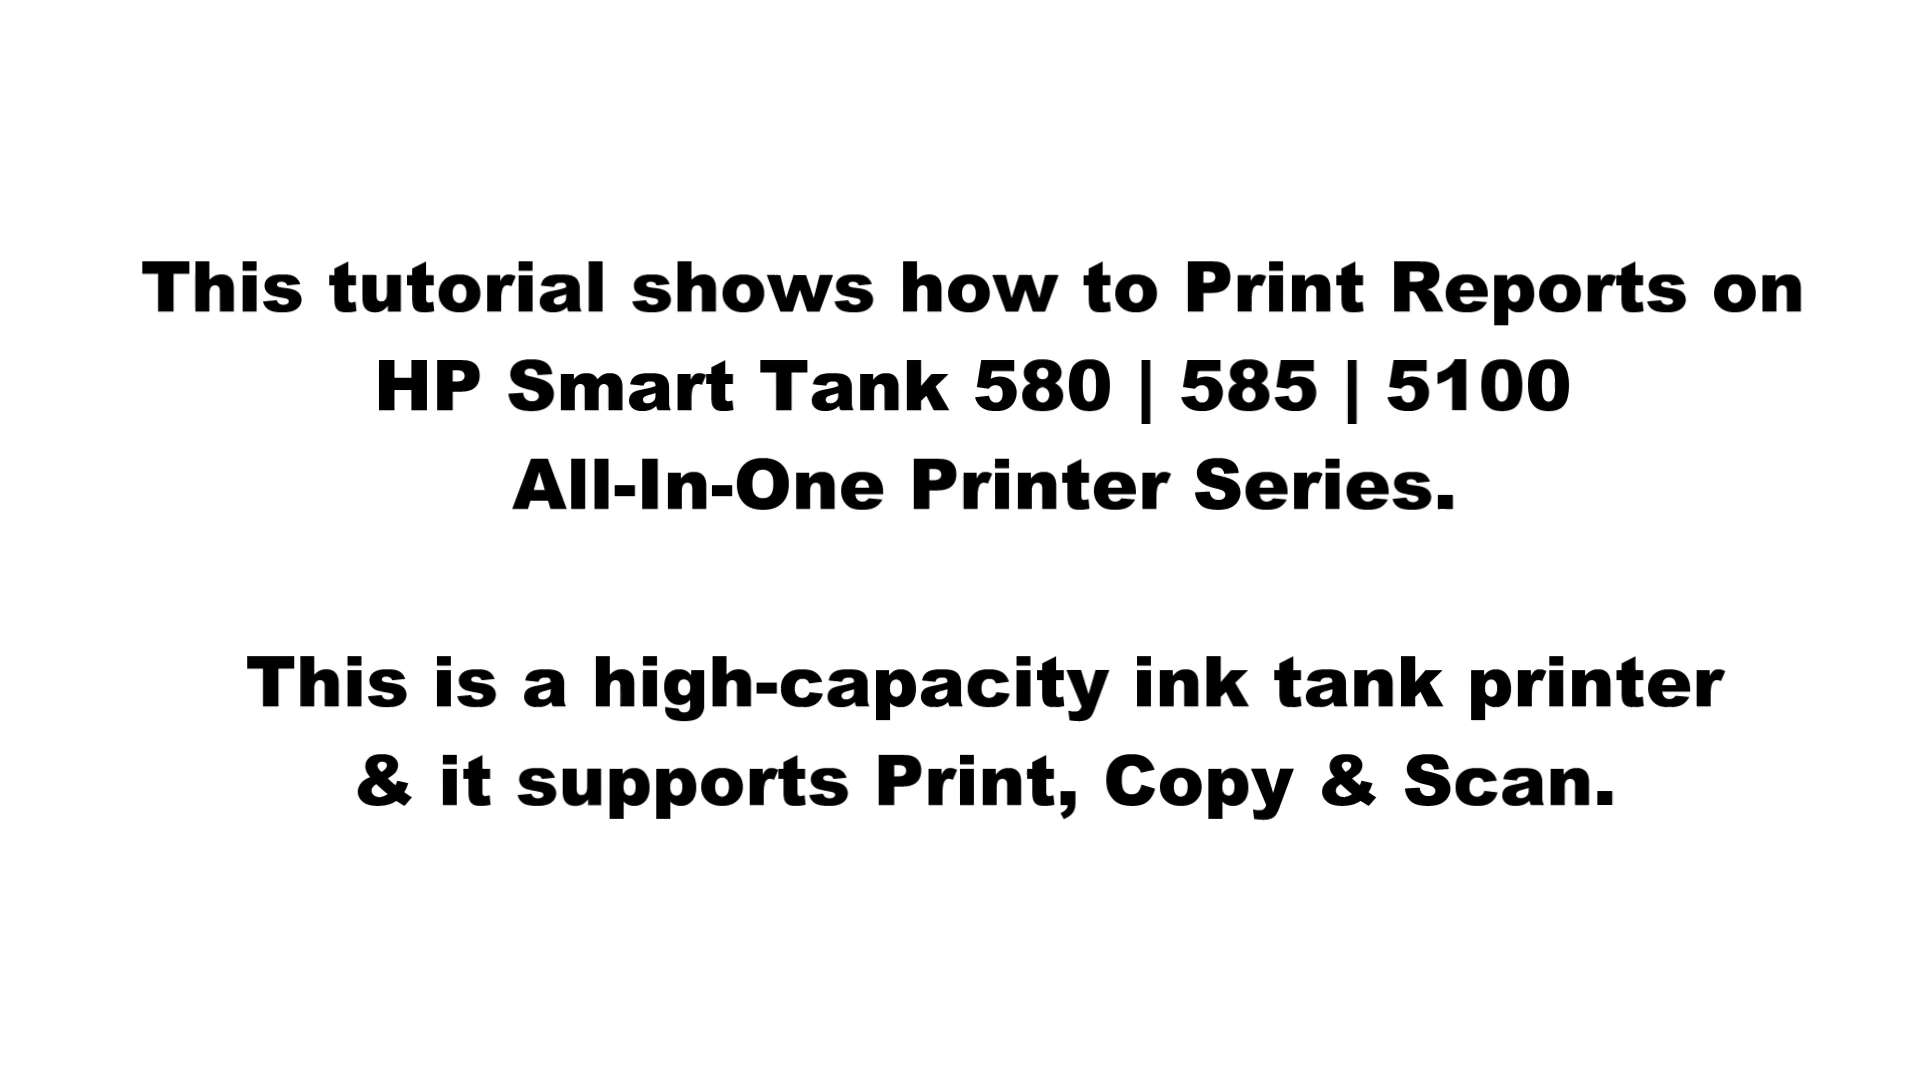 This tutorial shows how to Print Reports on
HP Smart Tank 580 | 585 | 5100
All-In-One Printer Series.
This is a high-capacity ink tank printer
& it supports Print, Copy & Scan.